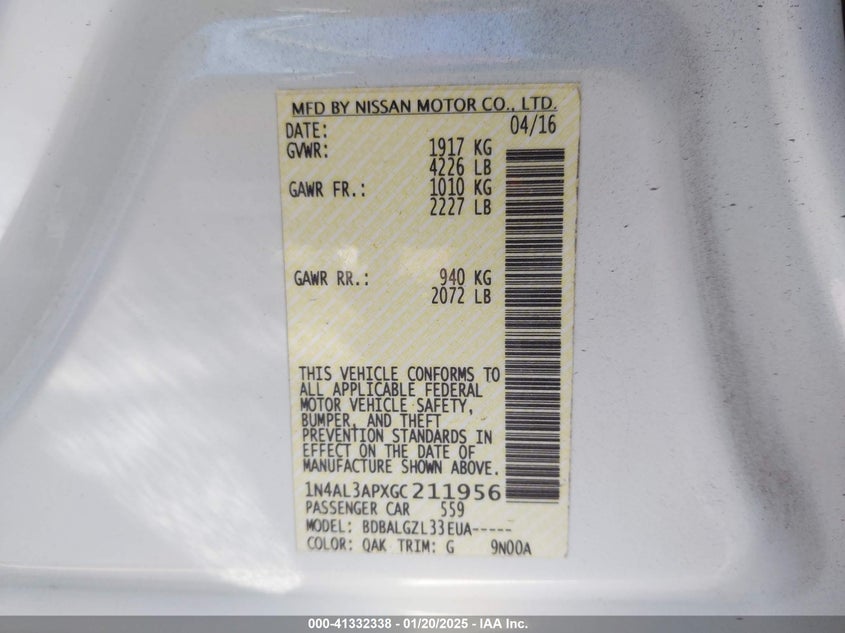 MFD BY NISSAN MOTOR CO., LTD.
DATE: 04/16
GVWR: 1917 KG
4226 LB
GAWR FR.: 1010 KG
2227 LB
GAWR RR.: 940 KG
2072 LB
THIS VEHICLE CONFORMS TO
ALL APPLICABLE FEDERAL
MOTOR VEHICLE SAFETY,
BUMPER, AND THEFT
PREVENTION STANDARDS IN
EFFECT ON THE DATE OF
MANUFACTURE SHOWN ABOVE.
1N4AL3APXGC211956
PASSENGER CAR 559
MODEL: BDBALGZL33EUA-----
COLOR: QAK TRIM: G 9N00A
000-41332338 - 01/20/2025 - IAA Inc.